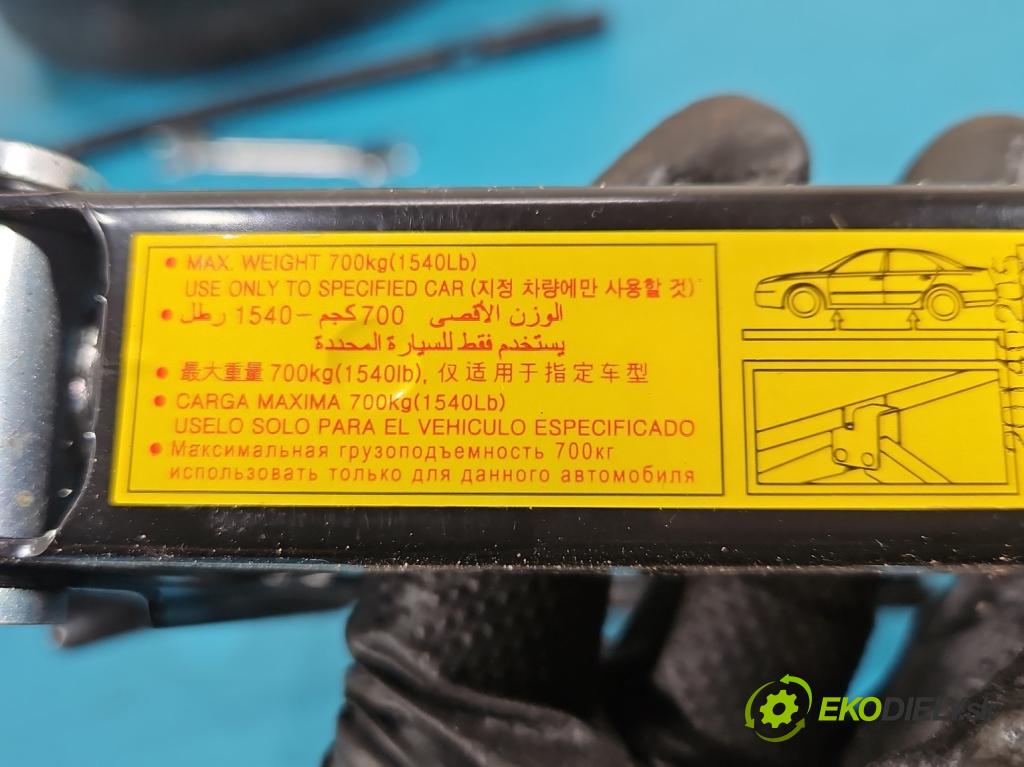 • MAX. WEIGHT 700kg(1540Lb)
USE ONLY TO SPECIFIED CAR (지정 차량에만 사용할 것)
• الوزن الأقصى 700 كجم – 1540 رطل
يستخدم فقط للسيارة المحددة
• 最大重量 700kg(1540lb), 仅适用于指定车型
• CARGA MAXIMA 700Kg(1540Lb)
USELO SOLO PARA EL VEHICULO ESPECIFICADO
• Максимальная грузоподъемность 700кг
использовать только для данного автомобиля